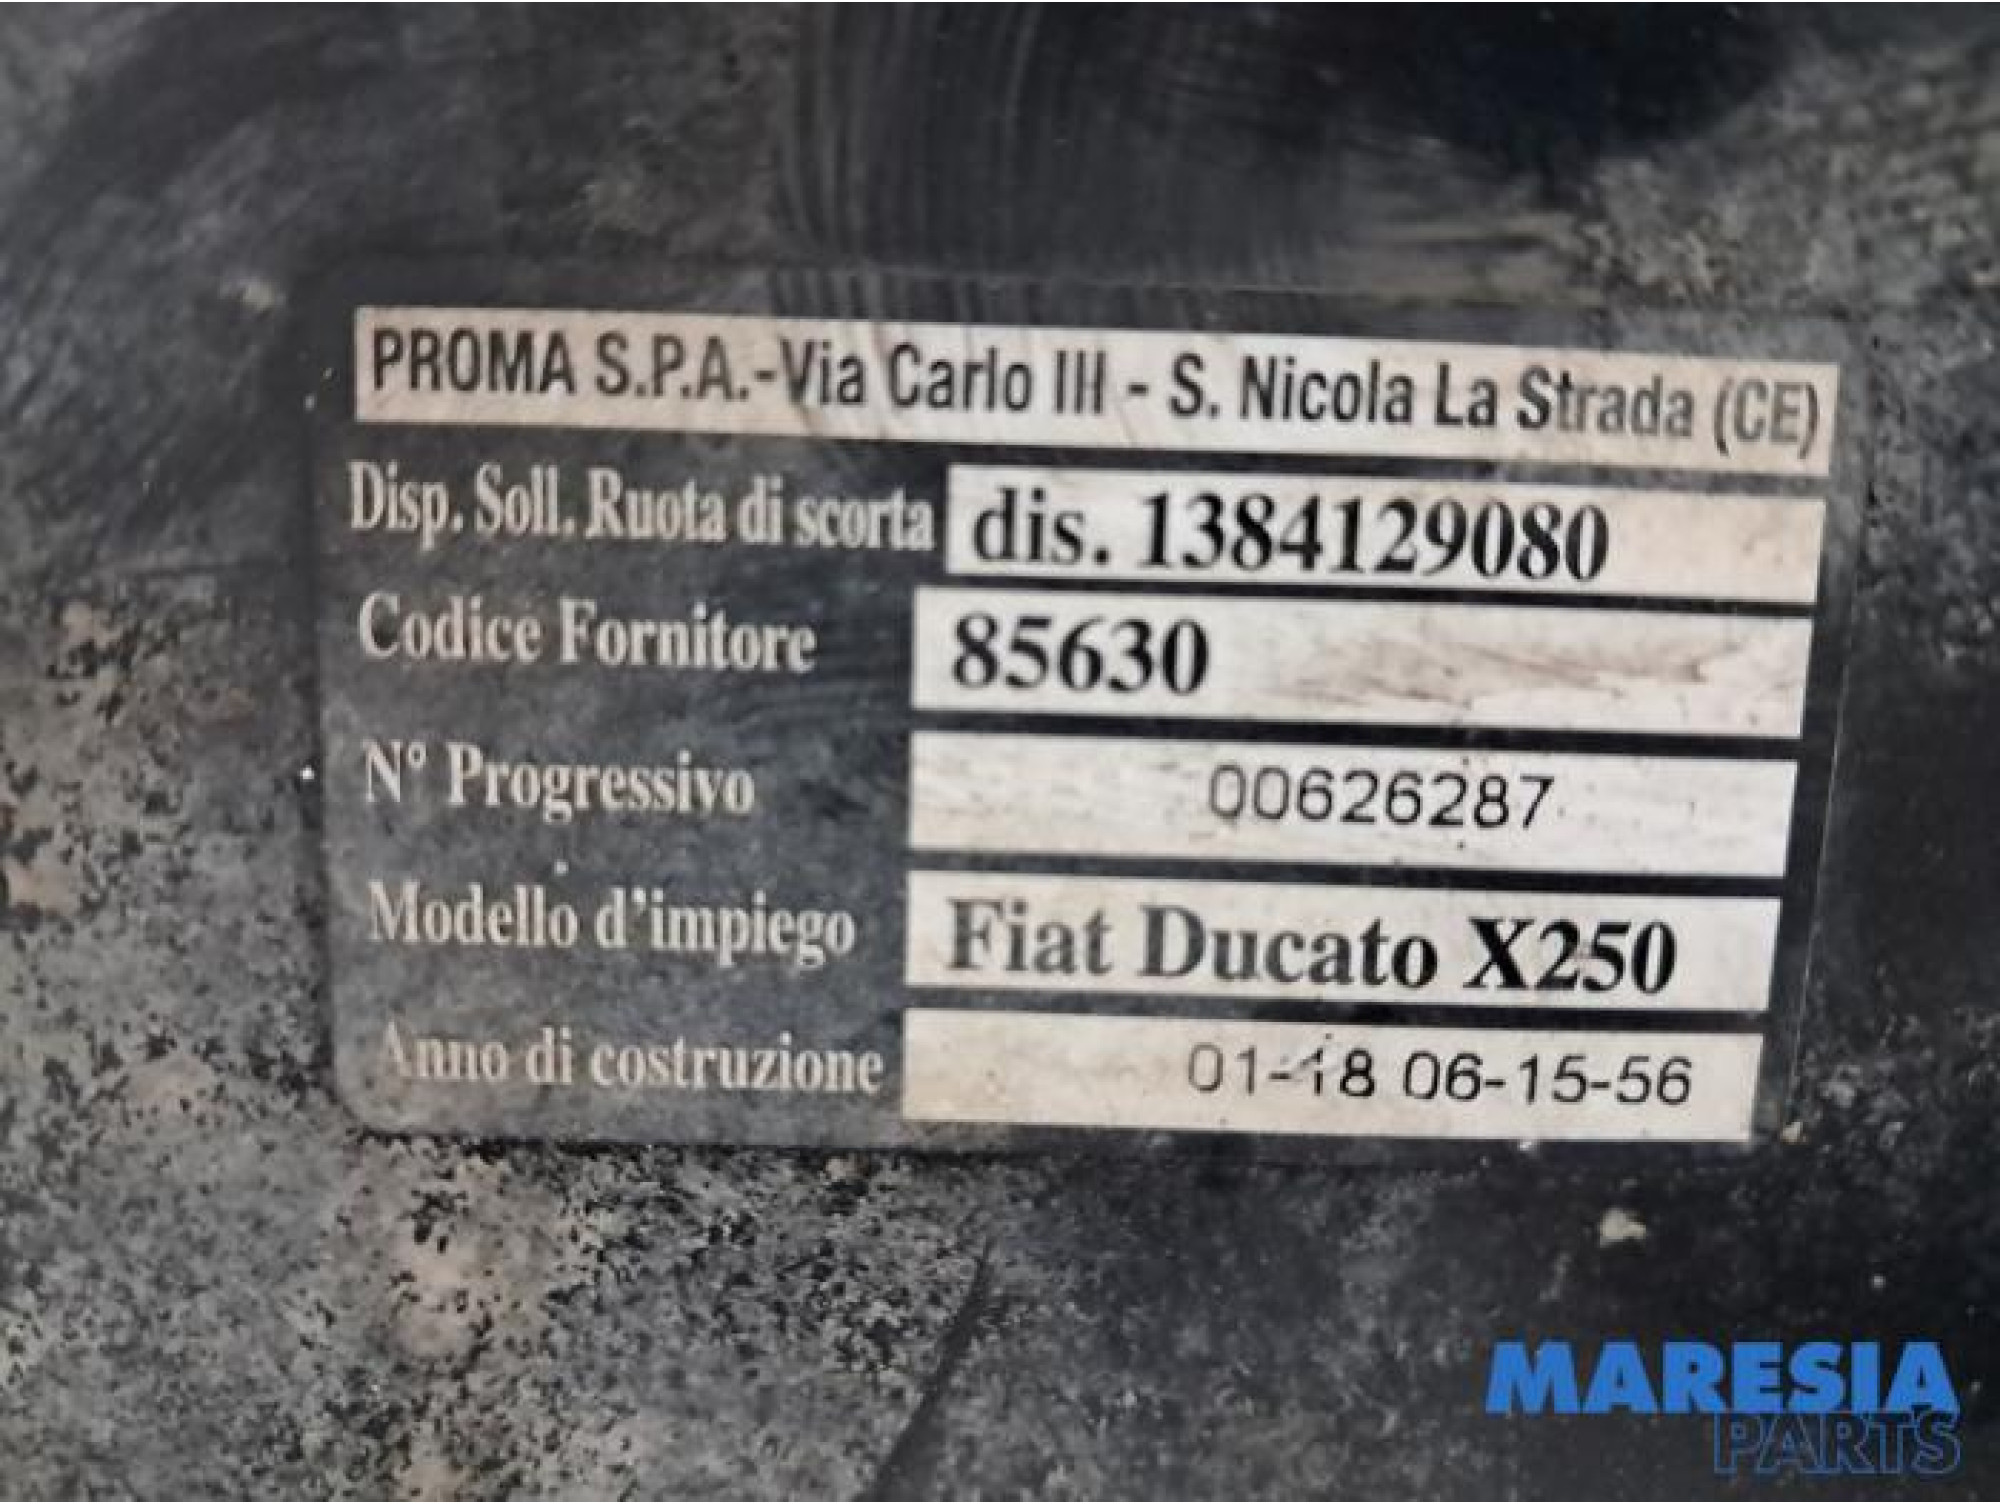 PROMA S.P.A.-Via Carlo III - S. Nicola La Strada (CE)
Disp. Soll. Ruota di scorta dis. 1384129080
Codice Fornitore 85630
N° Progressivo 00626287
Modello d'impiego Fiat Ducato X250
Anno di costruzione 01-18 06-15-56
MARESIA
PARTS